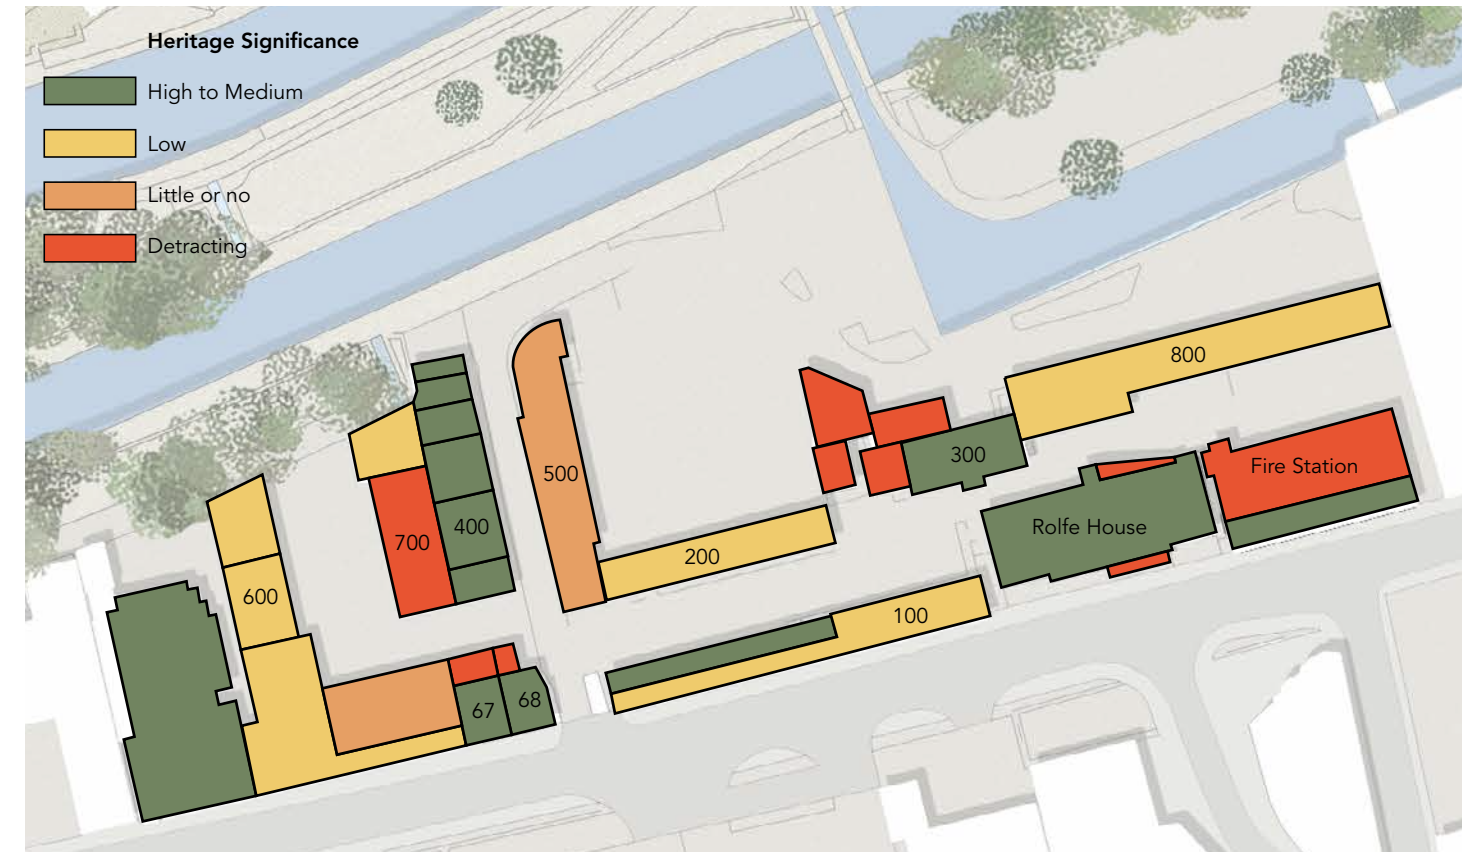 Heritage Significance
High to Medium
Low
Little or no
Detracting
800
300
Fire Station
500
Rolfe House
400
700
200
600
100
67
68